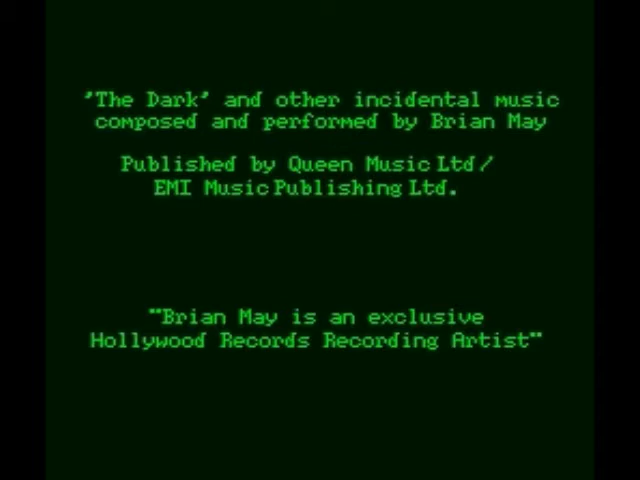 'The Dark' and other incidental music
composed and performed by Brian May
Published by Queen Music Ltd/
EMI Music Publishing Ltd.
"Brian May is an exclusive
Hollywood Records Recording Artist"